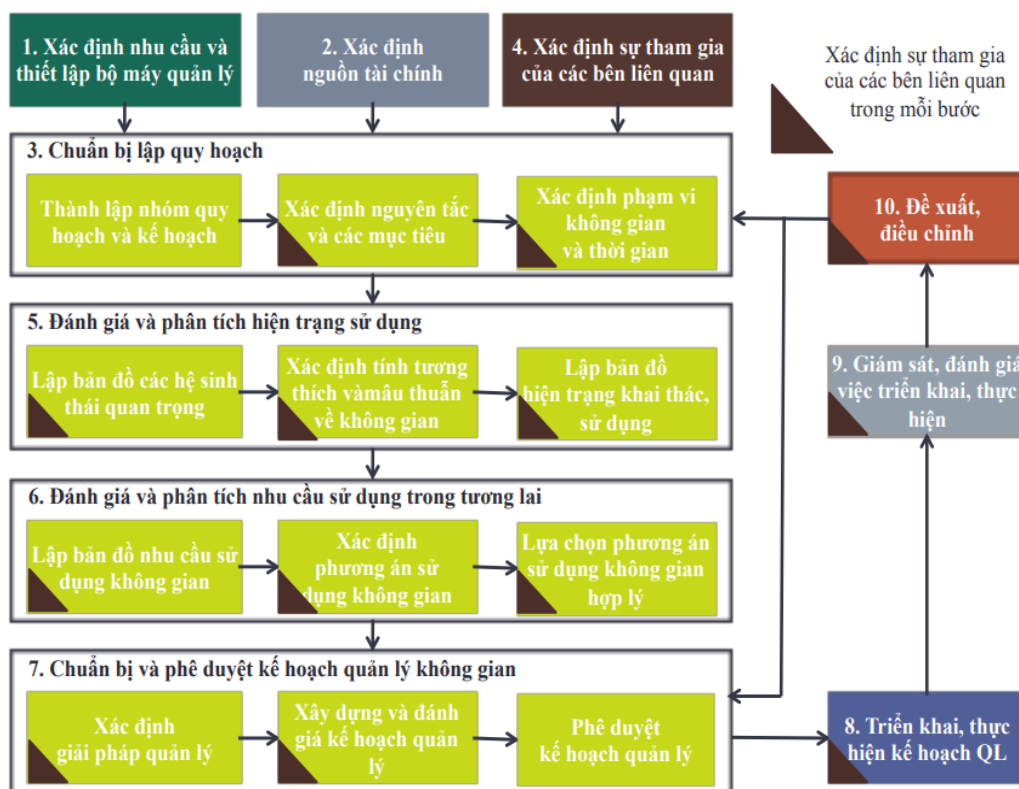 1. Xác định nhu cầu và
thiết lập bộ máy quản lý
2. Xác định
nguồn tài chính
4. Xác định sự tham gia
của các bên liên quan
Xác định sự tham gia
của các bên liên quan
trong mỗi bước
3. Chuẩn bị lập quy hoạch
Thành lập nhóm quy
hoạch và kế hoạch
Xác định nguyên tắc
và các mục tiêu
Xác định phạm vi
không gian
và thời gian
10. Đề xuất,
điều chỉnh
5. Đánh giá và phân tích hiện trạng sử dụng
Lập bản đồ các hệ sinh
thái quan trọng
Xác định tính tương
thích vàmâu thuẫn
về không gian
Lập bản đồ
hiện trạng khai thác,
sử dụng
9. Giám sát, đánh giá
việc triển khai, thực
hiện
6. Đánh giá và phân tích nhu cầu sử dụng trong tương lai
Lập bản đồ nhu cầu sử
dụng không gian
Xác định
phương án sử
dụng không gian
Lựa chọn phương án
sử dụng không gian
hợp lý
7. Chuẩn bị và phê duyệt kế hoạch quản lý không gian
Xác định
giải pháp quản lý
Xây dựng và đánh
giá kế hoạch quản
lý
Phê duyệt
kế hoạch quản lý
8. Triển khai, thực
hiện kế hoạch QL